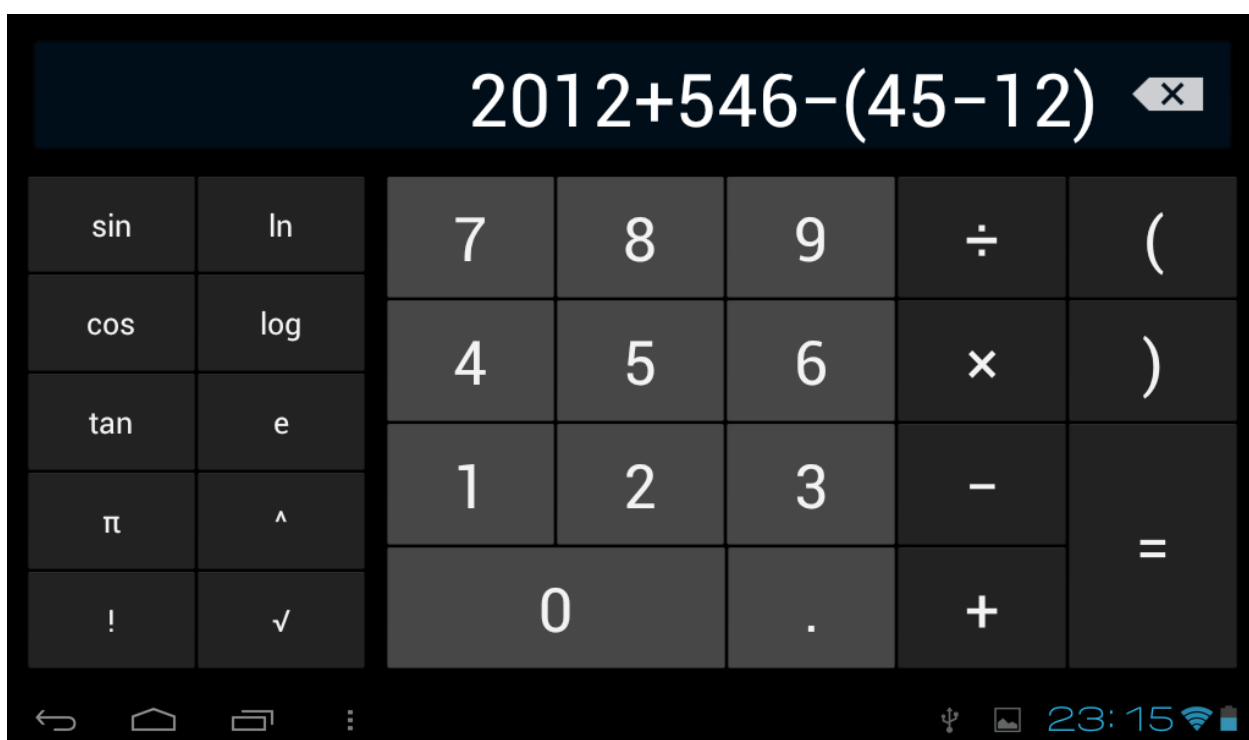 2012+546−(45−12)
sin ln 7 8 9 ÷ (
cos log 4 5 6 × )
tan e 1 2 3 −
π ^ =
! √ 0 . +
23:15